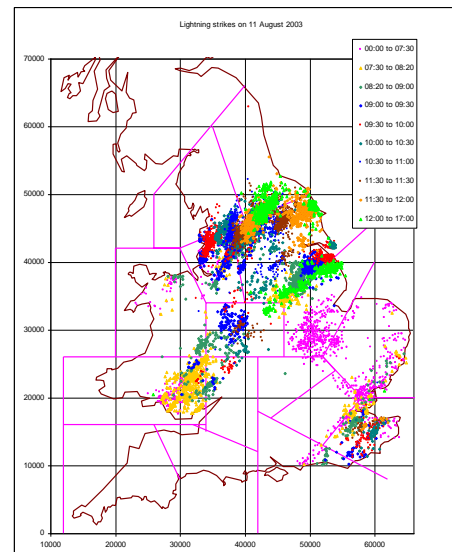 Lightning strikes on 11 August 2003
00:00 to 07:30
07:30 to 08:20
08:20 to 09:00
09:00 to 09:30
09:30 to 10:00
10:00 to 10:30
10:30 to 11:00
11:30 to 11:30
11:30 to 12:00
12:00 to 17:00
70000
60000
50000
40000
30000
20000
10000
0
10000 20000 30000 40000 50000 60000